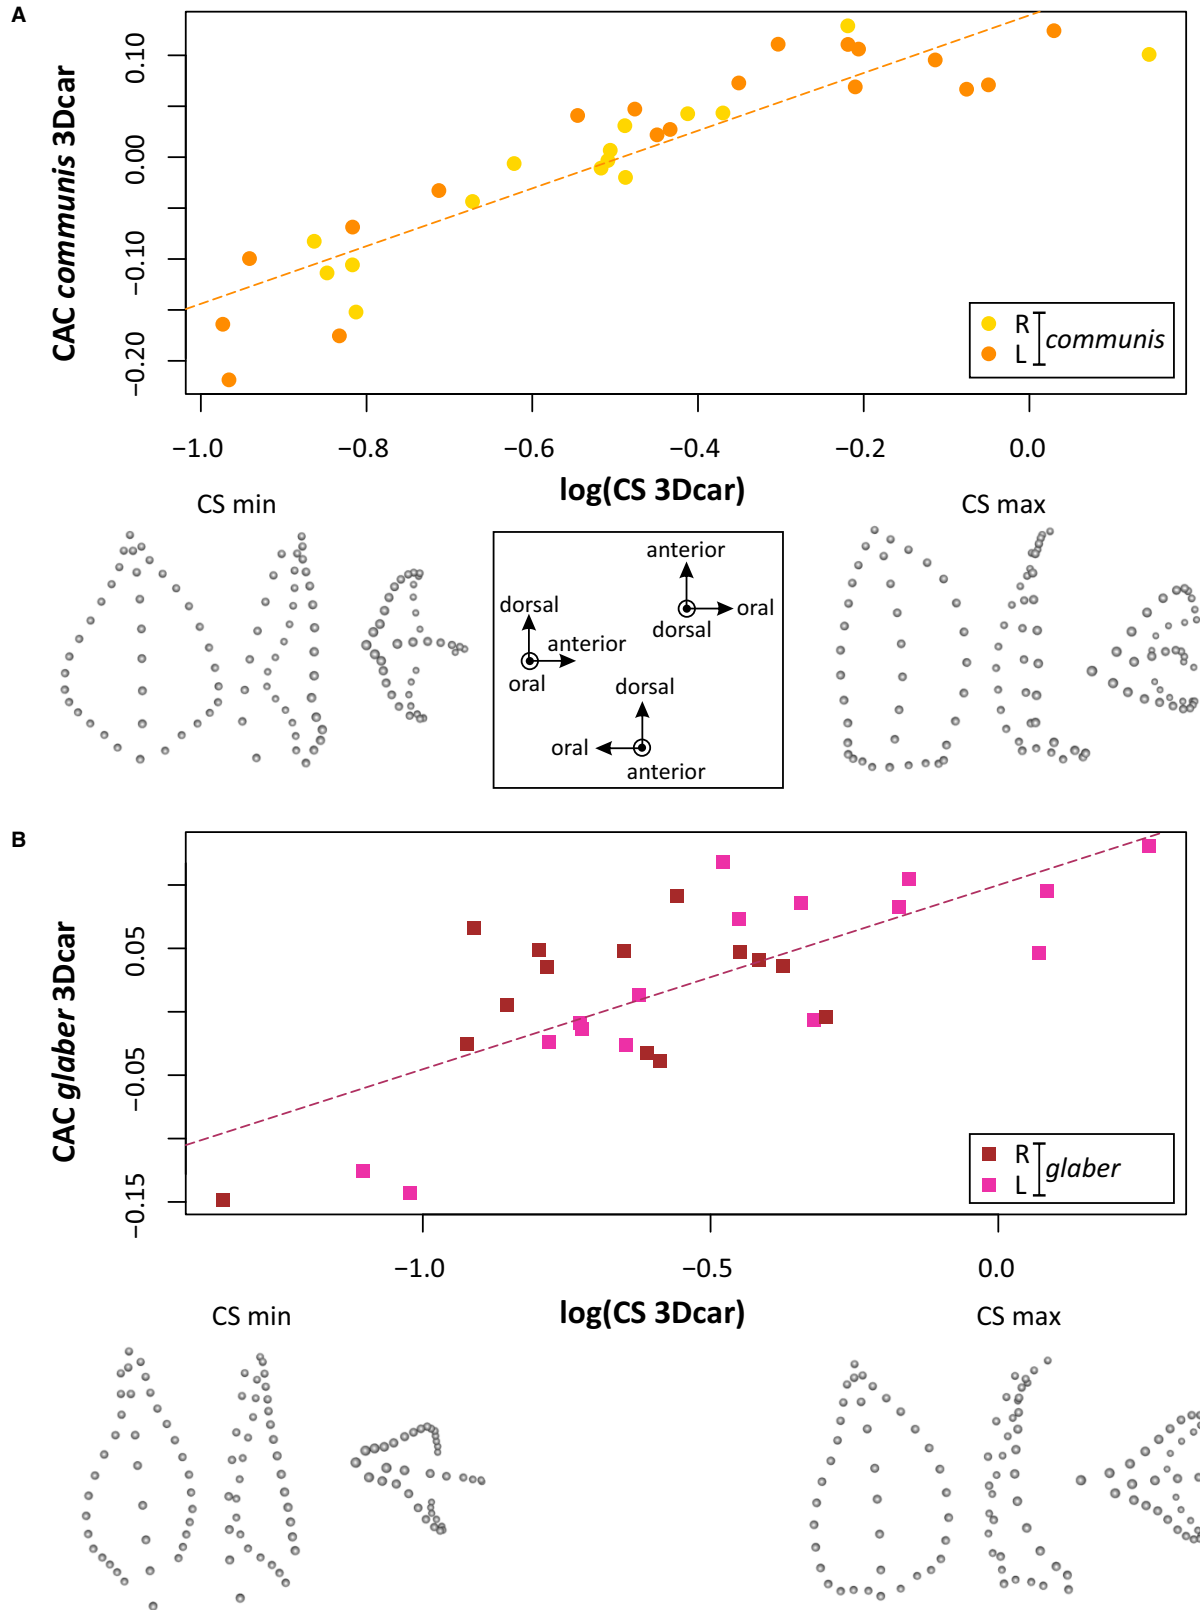 A
CAC communis 3Dcar
0.10
0.00
−0.10
−0.20
R
L
communis
−1.0 −0.8 −0.6 −0.4 −0.2 0.0
log(CS 3Dcar)
CS min
CS max
anterior
oral
dorsal
dorsal
anterior
oral
dorsal
oral
anterior
B
CAC glaber 3Dcar
0.05
−0.05
−0.15
R
L
glaber
−1.0 −0.5 0.0
log(CS 3Dcar)
CS min
CS max